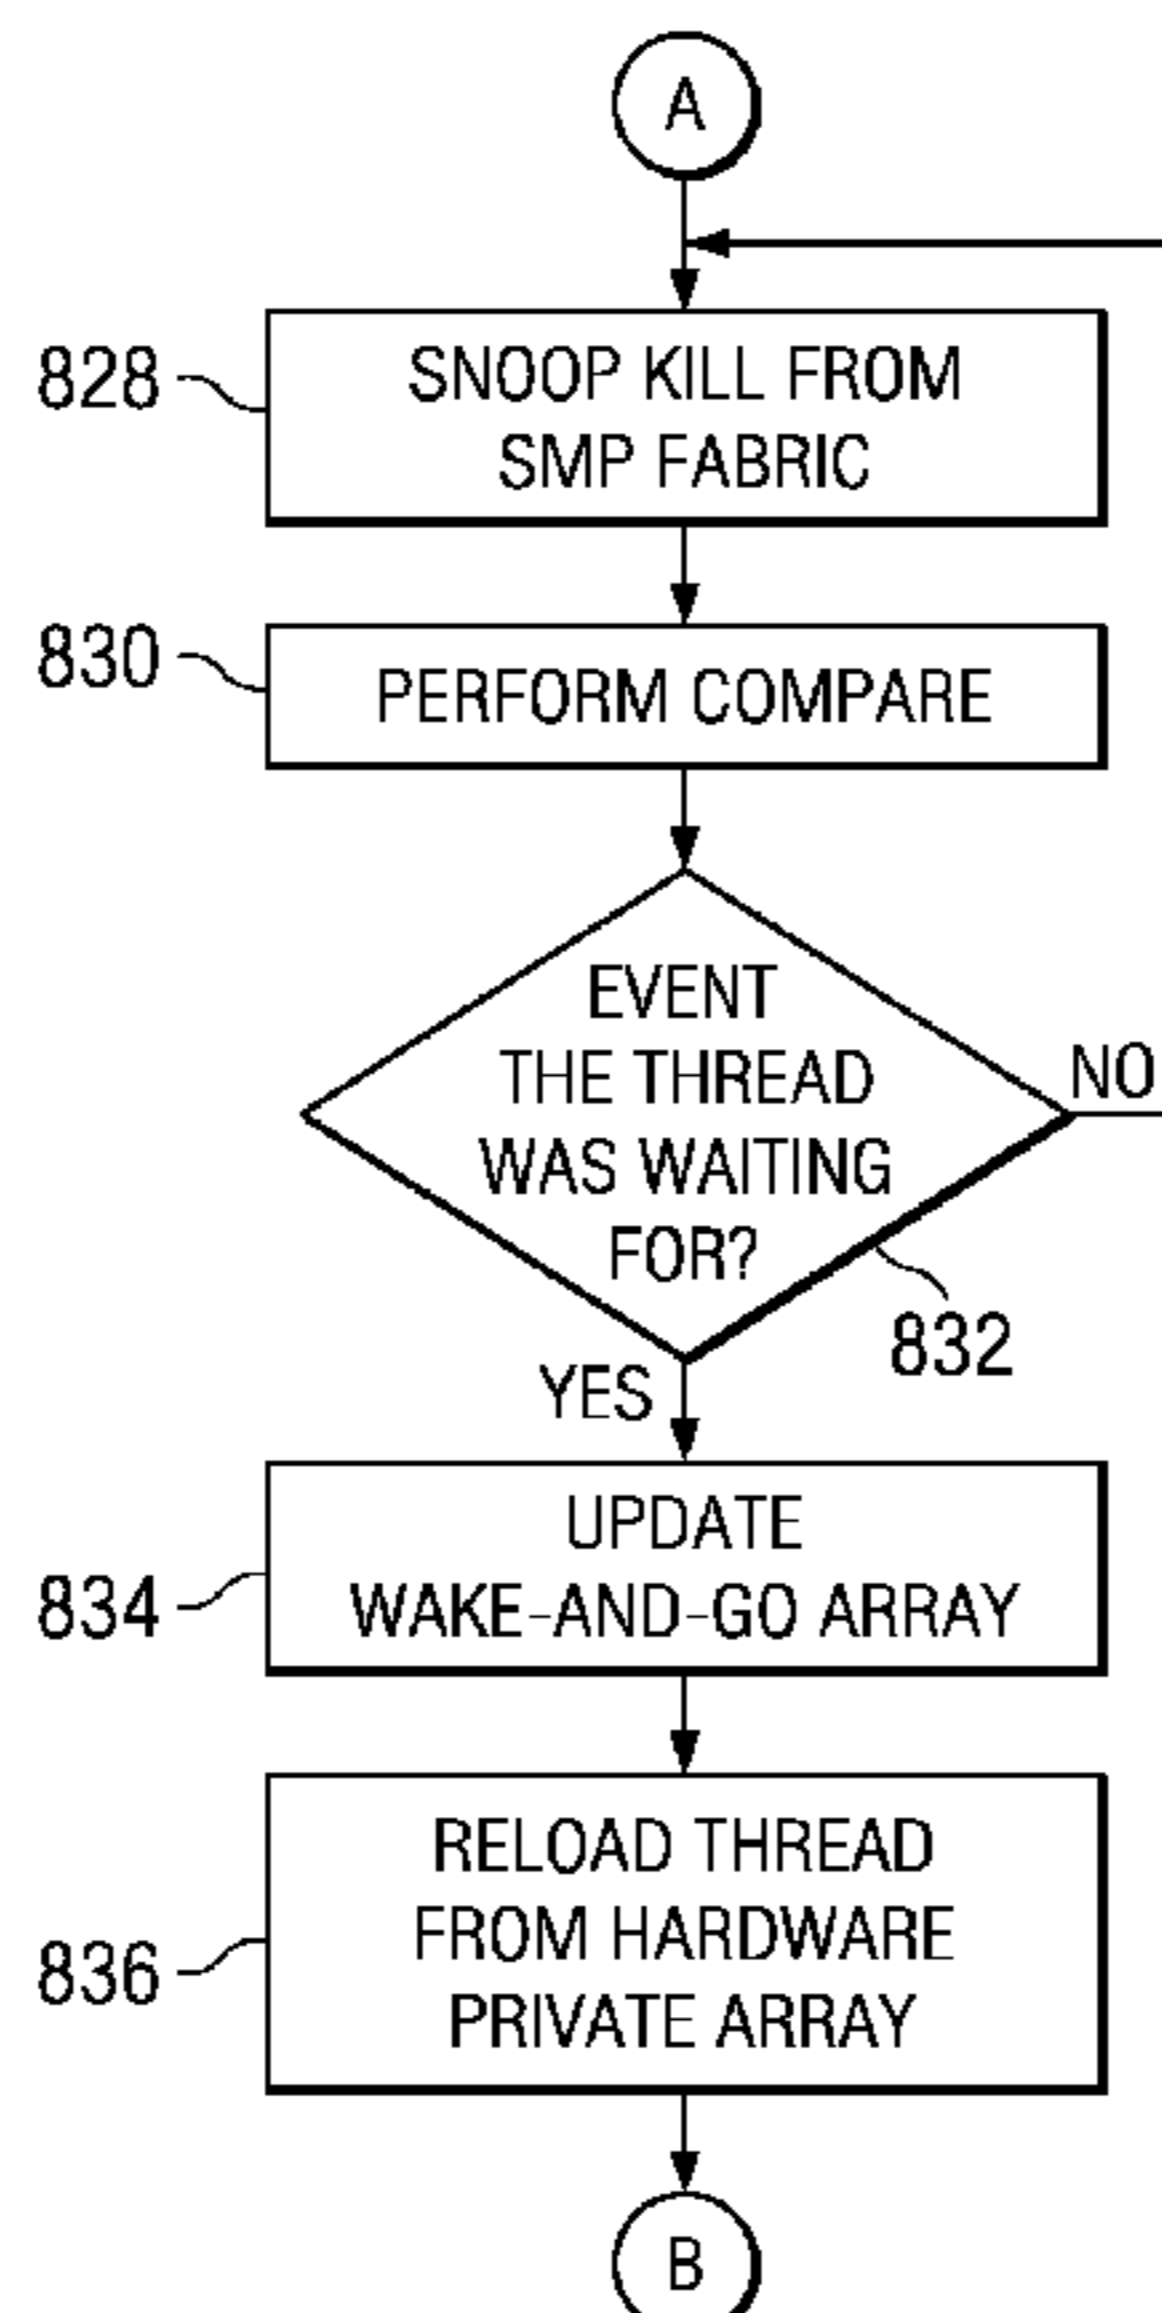 A
828
SNOOP KILL FROM
SMP FABRIC
830
PERFORM COMPARE
EVENT
THE THREAD
WAS WAITING
FOR?
NO
832
YES
834
UPDATE
WAKE-AND-GO ARRAY
836
RELOAD THREAD
FROM HARDWARE
PRIVATE ARRAY
B